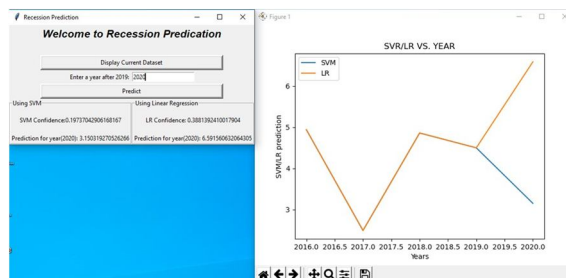 Recession Predication
Welcome to Recession Predication
Display Current Dataset
Enter a year after 2019: 2020
Predict
Using SVM
SVM Confidence:0.19737042906168167
Prediction for year(2020): 3.150319270526266
Using Linear Regression
LR Confidence: 0.3881392410017904
Prediction for year(2020): 6.591560632064305
Figure 1
SVR/LR VS. YEAR
SVM
LR
SVM/LR prediction
6
5
4
3
2016.0 2016.5 2017.0 2017.5 2018.0 2018.5 2019.0 2019.5 2020.0
Years